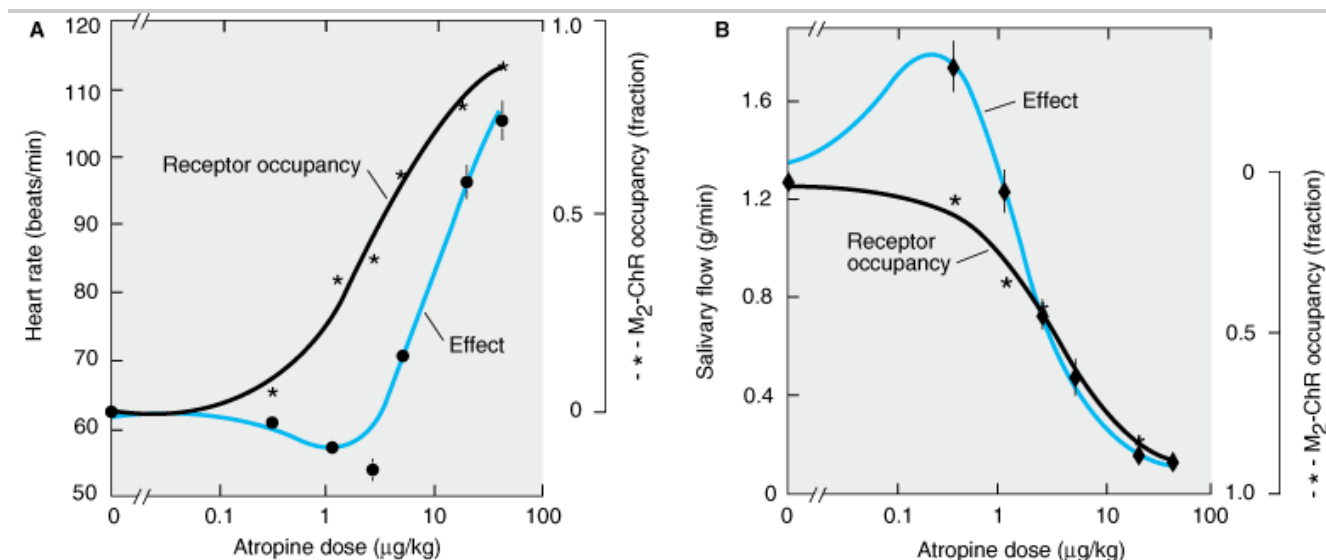 A
120
110
100
90
80
70
60
50
Heart rate (beats/min)
Receptor occupancy
Effect
1.0
0.5
0
- * - M₂-ChR occupancy (fraction)
0
0.1
1
10
100
Atropine dose (μg/kg)
B
1.6
1.2
0.8
0.4
0
Salivary flow (g/min)
Effect
Receptor
occupancy
0
0.5
1.0
- * - M₂-ChR occupancy (fraction)
0
0.1
1
10
100
Atropine dose (μg/kg)